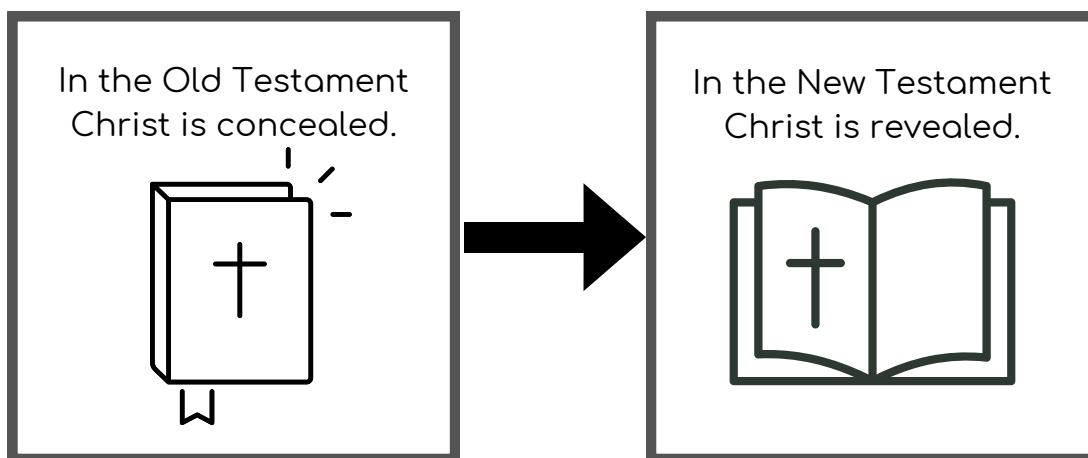 In the Old Testament
Christ is concealed.
In the New Testament
Christ is revealed.